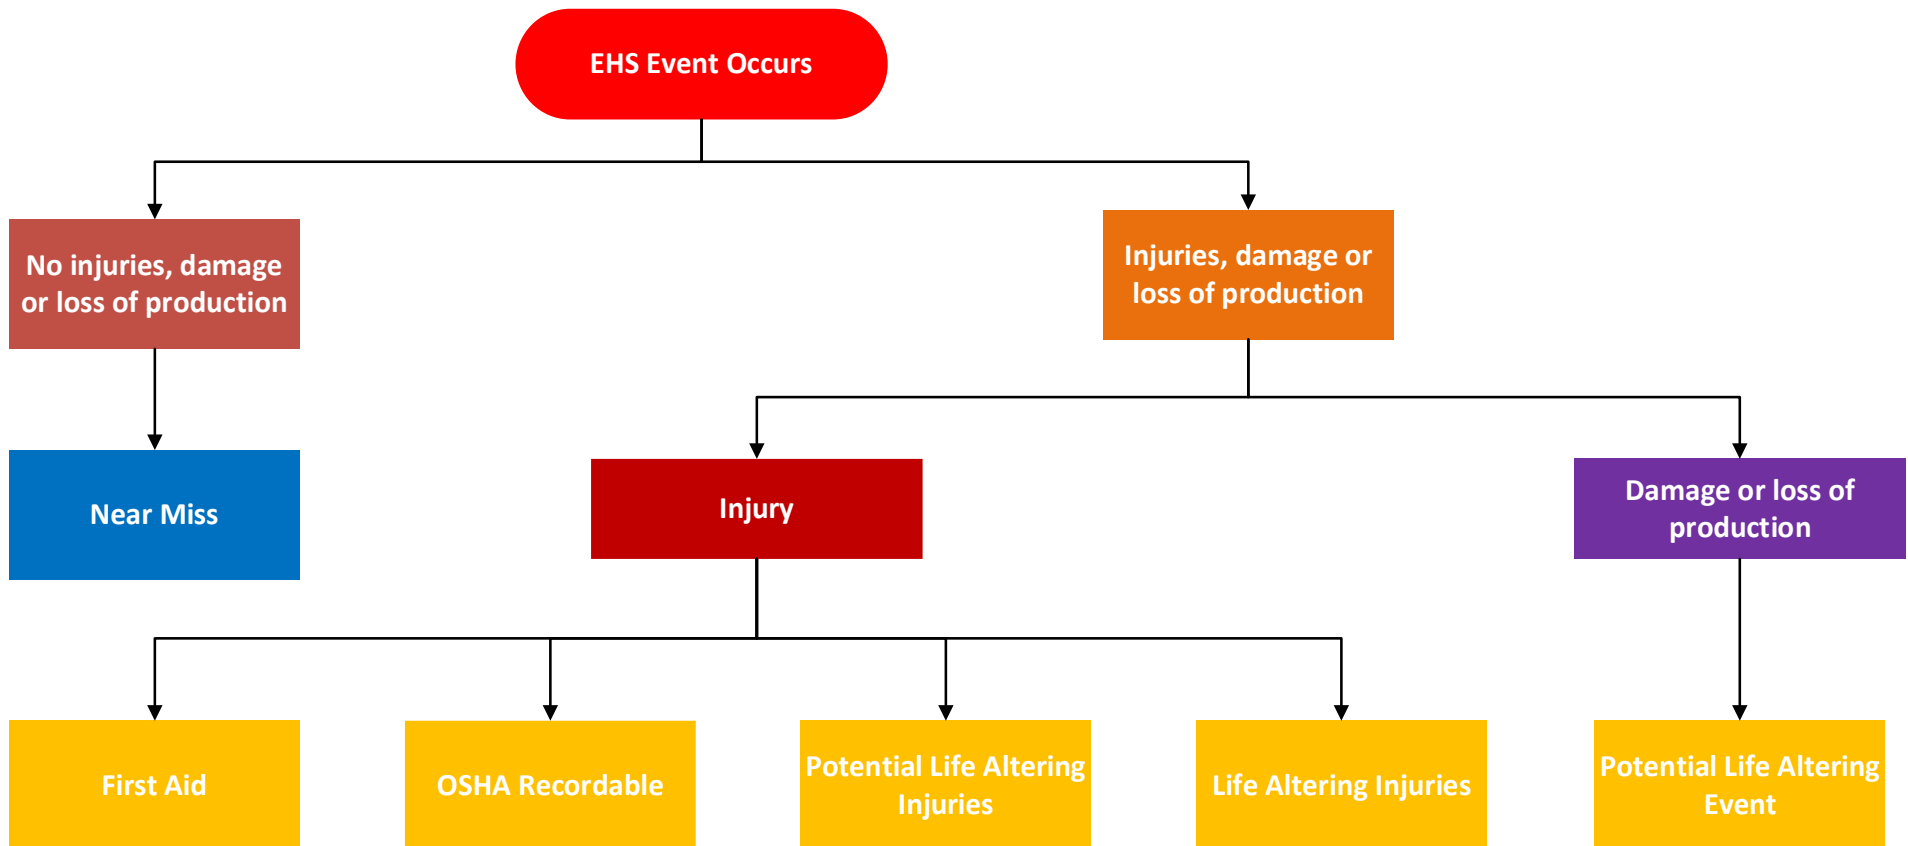 EHS Event Occurs
No injuries, damage
or loss of production
Injuries, damage or
loss of production
Near Miss
Injury
Damage or loss of
production
First Aid
OSHA Recordable
Potential Life Altering
Injuries
Life Altering Injuries
Potential Life Altering
Event